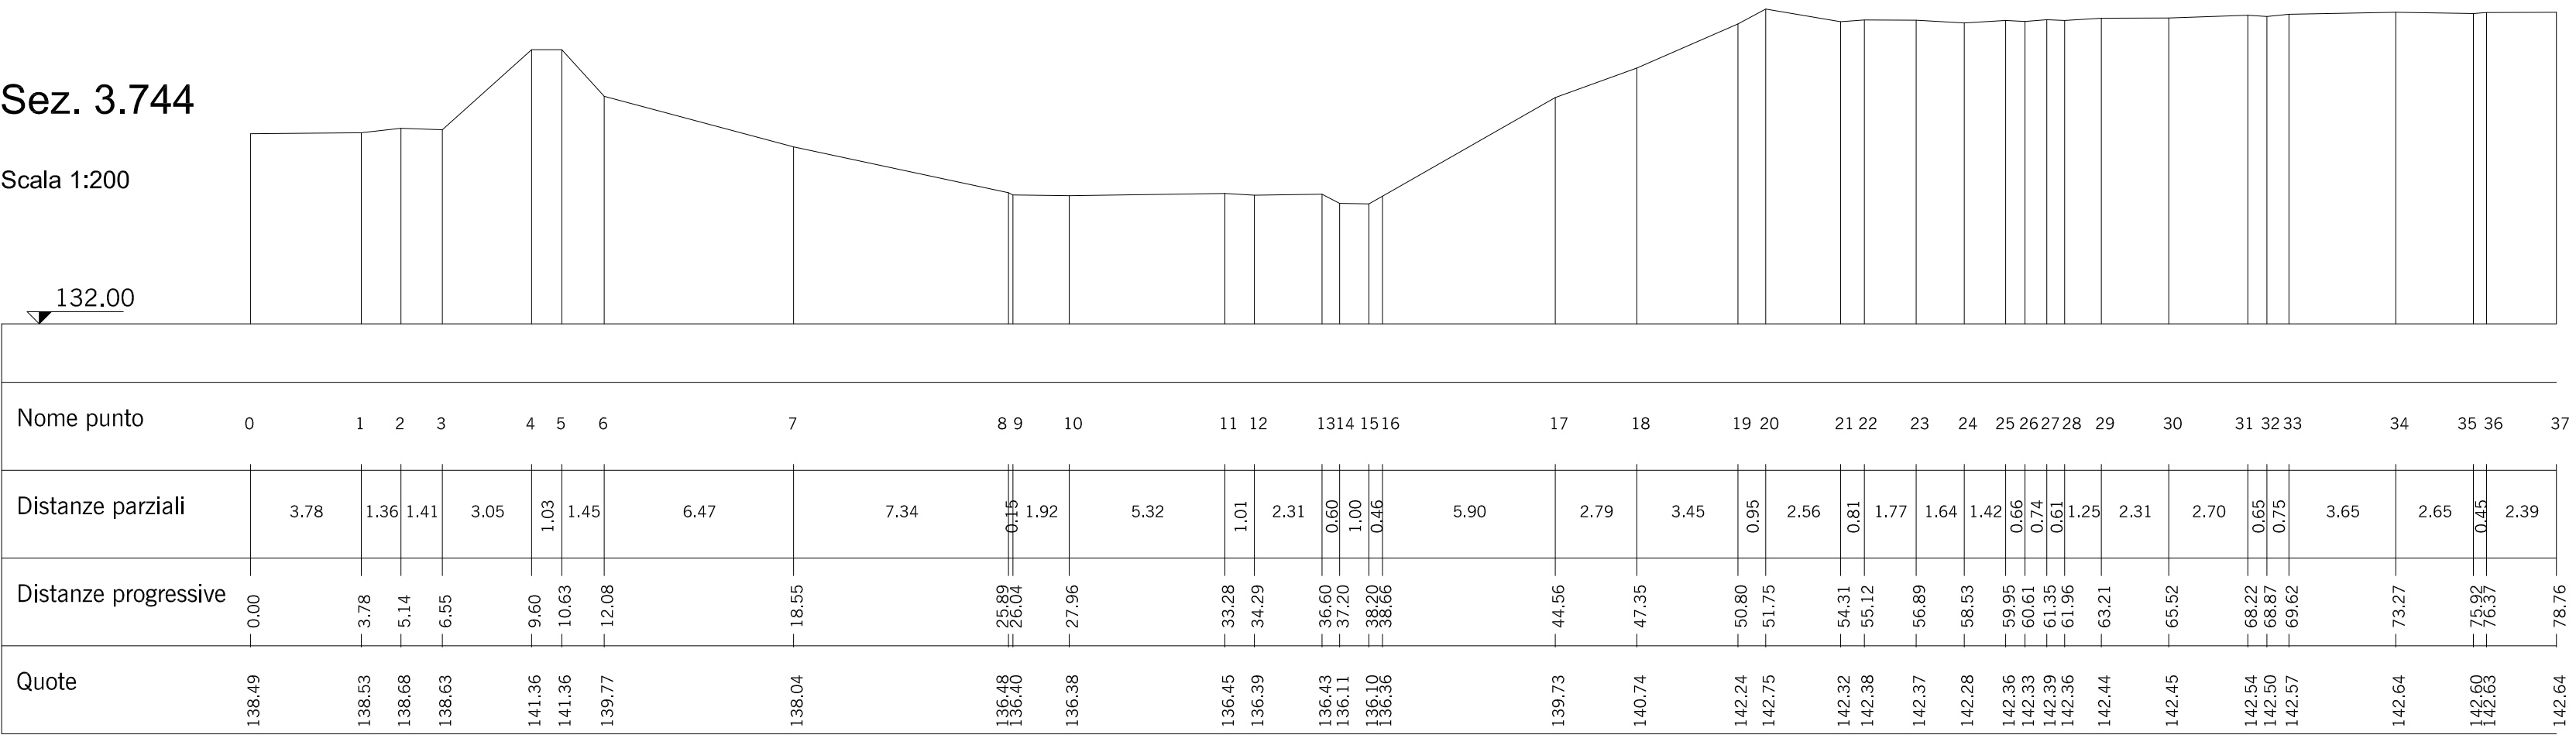 Sez. 3.744
Scala 1:200
132.00
Nome punto 0 1 2 3 4 5 6 7 8 9 10 11 12 13 14 15 16 17 18 19 20 21 22 23 24 25 26 27 28 29 30 31 32 33 34 35 36 37
Distanze parziali 3.78 1.36 1.41 3.05 1.03 1.45 6.47 7.34 0.15 1.92 5.32 1.01 2.31 0.60 1.00 0.46 5.90 2.79 3.45 0.95 2.56 0.81 1.77 1.64 1.42 0.66 0.74 0.61 1.25 2.31 2.70 0.65 0.75 3.65 2.65 0.45 2.39
Distanze progressive 0.00 3.78 5.14 6.55 9.60 10.63 12.08 18.55 25.89 26.04 27.96 33.28 34.29 36.60 37.20 38.20 38.66 44.56 47.35 50.80 51.75 54.31 55.12 56.89 58.53 59.95 60.61 61.35 61.96 63.21 65.52 68.22 68.87 69.62 73.27 75.92 76.37 78.76
Quote 138.49 138.53 138.68 138.63 141.36 141.36 139.77 138.04 136.48 136.40 136.38 136.45 136.39 136.43 136.11 136.10 136.36 139.73 140.74 142.24 142.75 142.32 142.38 142.37 142.28 142.36 142.33 142.39 142.36 142.44 142.45 142.54 142.50 142.57 142.64 142.60 142.63 142.64